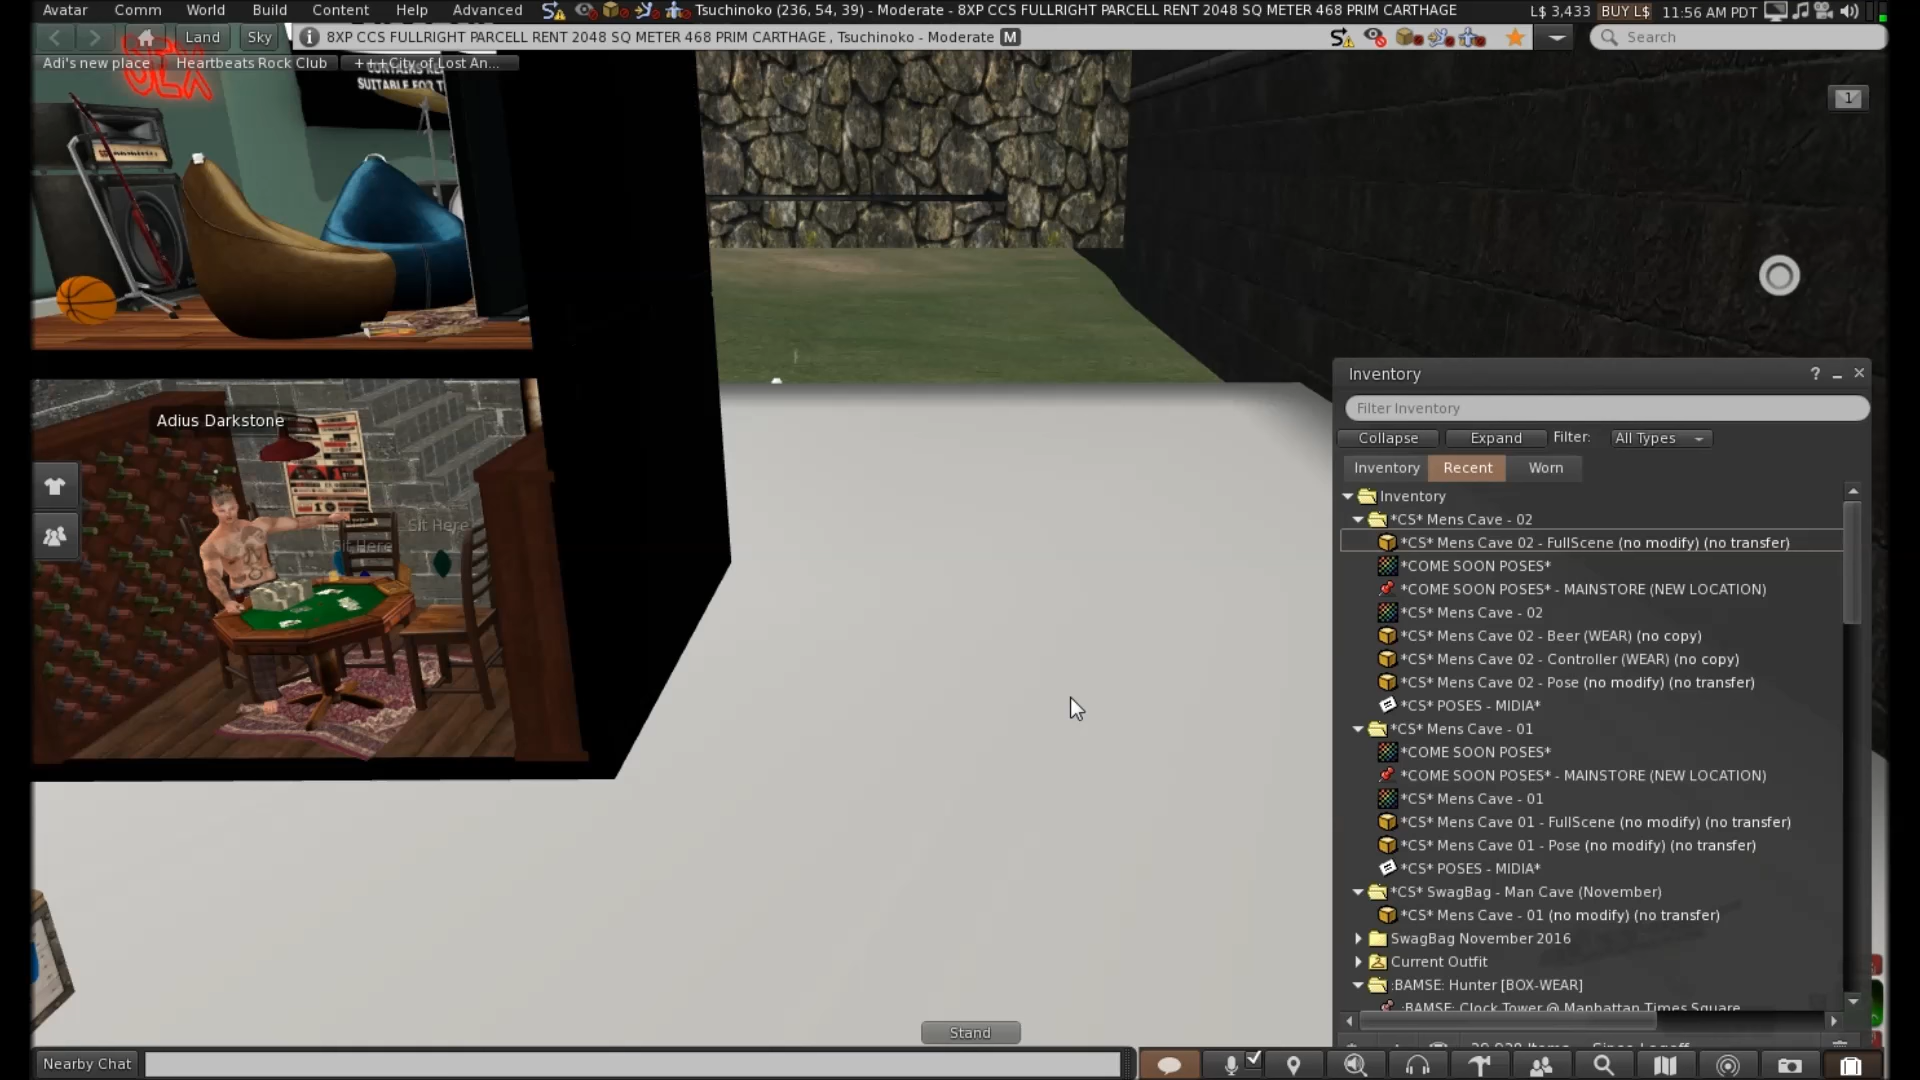 Avatar Comm World Build Content Help Advanced Tsuchinoko (236, 54, 39) - Moderate - 8XP CCS FULLRIGHT PARCELL RENT 2048 SQ METER 468 PRIM CARTHAGE L$ 3,433 BUY L$ 11:56 AM PDT
Land Sky 8XP CCS FULLRIGHT PARCELL RENT 2048 SQ METER 468 PRIM CARTHAGE , Tsuchinoko - Moderate M Search
Adi's new place Heartbeats Rock Club +++City of Lost An...
SUITABLE FOR
1
Adius Darkstone
Sit Here
Sit Here
Inventory
Filter Inventory
Collapse Expand Filter: All Types
Inventory Recent Worn
Inventory
*CS* Mens Cave - 02
*CS* Mens Cave 02 - FullScene (no modify) (no transfer)
*COME SOON POSES*
*COME SOON POSES* - MAINSTORE (NEW LOCATION)
*CS* Mens Cave - 02
*CS* Mens Cave 02 - Beer (WEAR) (no copy)
*CS* Mens Cave 02 - Controller (WEAR) (no copy)
*CS* Mens Cave 02 - Pose (no modify) (no transfer)
*CS* POSES - MIDIA*
*CS* Mens Cave - 01
*COME SOON POSES*
*COME SOON POSES* - MAINSTORE (NEW LOCATION)
*CS* Mens Cave - 01
*CS* Mens Cave 01 - FullScene (no modify) (no transfer)
*CS* Mens Cave 01 - Pose (no modify) (no transfer)
*CS* POSES - MIDIA*
*CS* SwagBag - Man Cave (November)
*CS* Mens Cave - 01 (no modify) (no transfer)
SwagBag November 2016
Current Outfit
:BAMSE: Hunter [BOX-WEAR]
:BAMSE: Clock Tower @ Manhattan Times Square
Stand
Nearby Chat